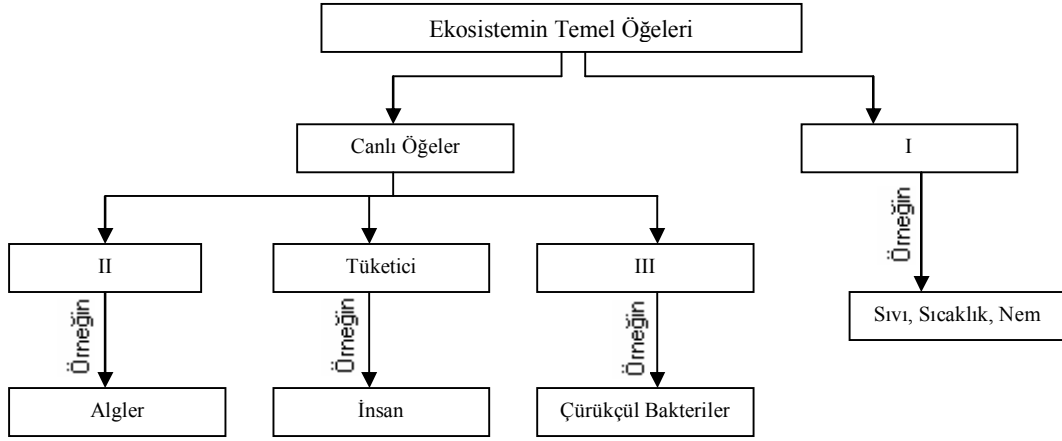 Ekosistemin Temel Öğeleri
Canlı Öğeler
I
Örneğin
II
Tüketici
III
Sıvı, Sıcaklık, Nem
Örneğin
Örneğin
Örneğin
Algler
İnsan
Çürükçül Bakteriler